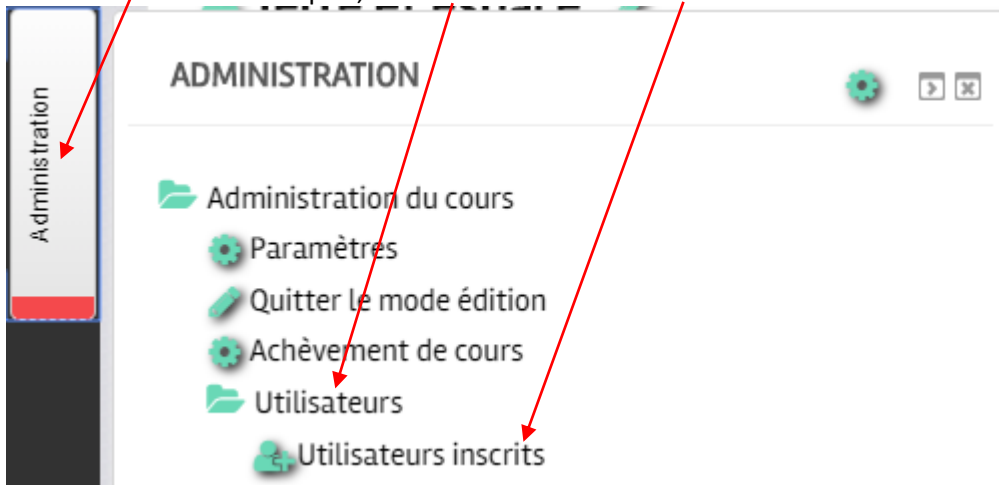 ADMINISTRATION
Administration
Administration du cours
Paramètres
Quitter le mode édition
Achèvement de cours
Utilisateurs
Utilisateurs inscrits